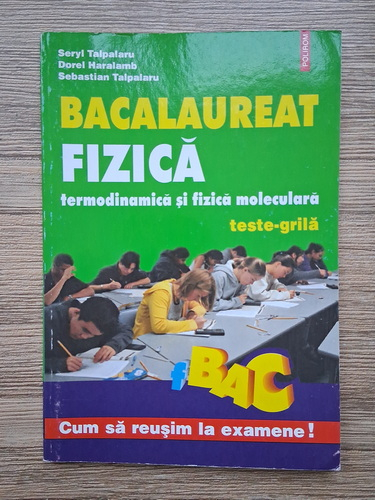 Seryl Talpalaru
Dorel Haralamb
Sebastian Talpalaru
POLIROM
BACALAUREAT
FIZICĂ
termodinamică și fizică moleculară
teste-grilă
f BAC
Cum să reușim la examene!